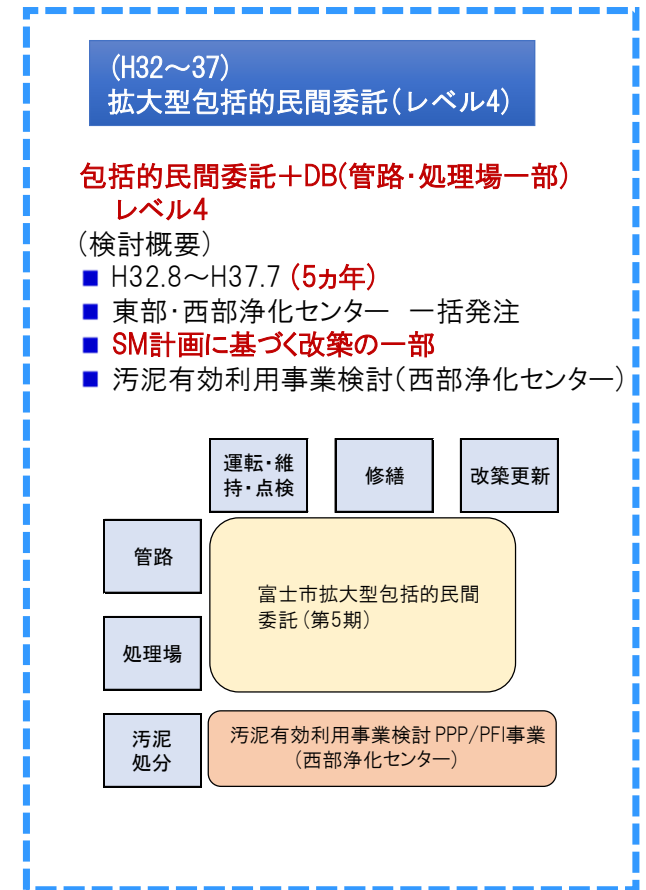 (H32～37)
拡大型包括的民間委託(レベル4)
包括的民間委託＋DB(管路・処理場一部)
レベル4
(検討概要)
■ H32.8～H37.7 (5ヵ年)
■ 東部・西部浄化センター 一括発注
■ SM計画に基づく改築の一部
■ 汚泥有効利用事業検討(西部浄化センター)
運転・維
持・点検
修繕
改築更新
管路
富士市拡大型包括的民間
委託(第5期)
処理場
汚泥
処分
汚泥有効利用事業検討 PPP/PFI事業
(西部浄化センター)